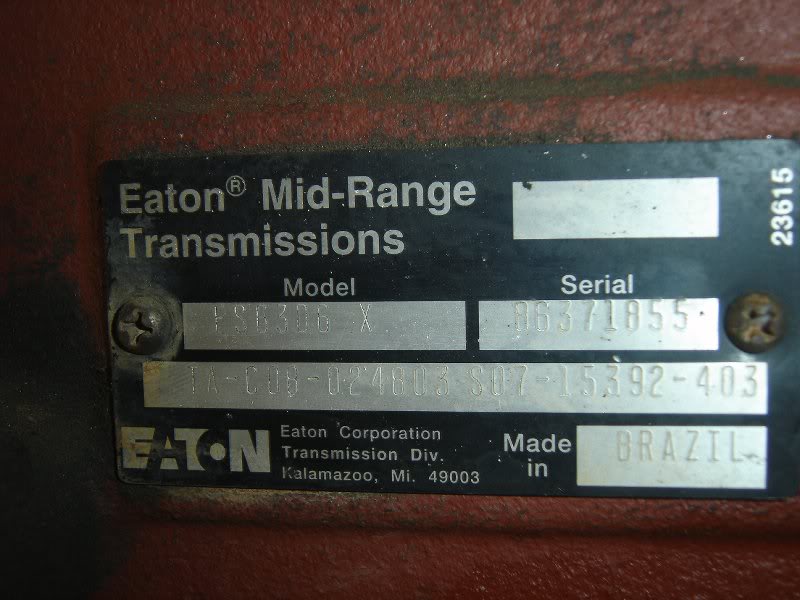 Eaton® Mid-Range
Transmissions
23615
Model
Serial
FS6306 X
06371855
TA-C06-024803 S07-15392-403
EATON
Eaton Corporation
Transmission Div.
Kalamazoo, Mi. 49003
Made
in
BRAZIL